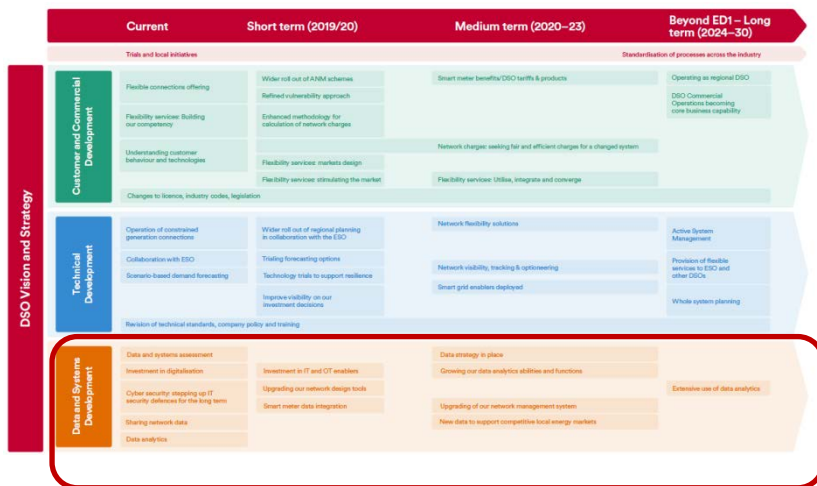 Current
Short term (2019/20)
Medium term (2020–23)
Beyond ED1 – Long
term (2024–30)
Trials and local initiatives
Standardisation of processes across the industry
DSO Vision and Strategy
Customer and Commercial
Development
Flexible connections offering
Flexibility services: Building
our competency
Understanding customer
behaviour and technologies
Wider roll out of ANM schemes
Refined vulnerability approach
Enhanced methodology for
calculation of network charges
Flexibility services: markets design
Flexibility services: stimulating the market
Smart meter benefits/DSO tariffs & products
Network charges: seeking fair and efficient charges for a changed system
Flexibility services: Utilise, integrate and converge
Operating as regional DSO
DSO Commercial
Operations becoming
core business capability
Changes to licence, industry codes, legislation
Technical
Development
Operation of constrained
generation connections
Collaboration with ESO
Scenario-based demand forecasting
Wider roll out of regional planning
in collaboration with the ESO
Trialing forecasting options
Technology trials to support resilience
Improve visibility on our
investment decisions
Network flexibility solutions
Network visibility, tracking & optioneering
Smart grid enablers deployed
Active System
Management
Provision of flexible
services to ESO and
other DSOs
Whole system planning
Revision of technical standards, company policy and training
Data and Systems
Development
Data and systems assessment
Investment in digitalisation
Cyber security: stepping up IT
security defences for the long term
Sharing network data
Data analytics
Investment in IT and OT enablers
Upgrading our network design tools
Smart meter data integration
Data strategy in place
Growing our data analytics abilities and functions
Upgrading of our network management system
New data to support competitive local energy markets
Extensive use of data analytics